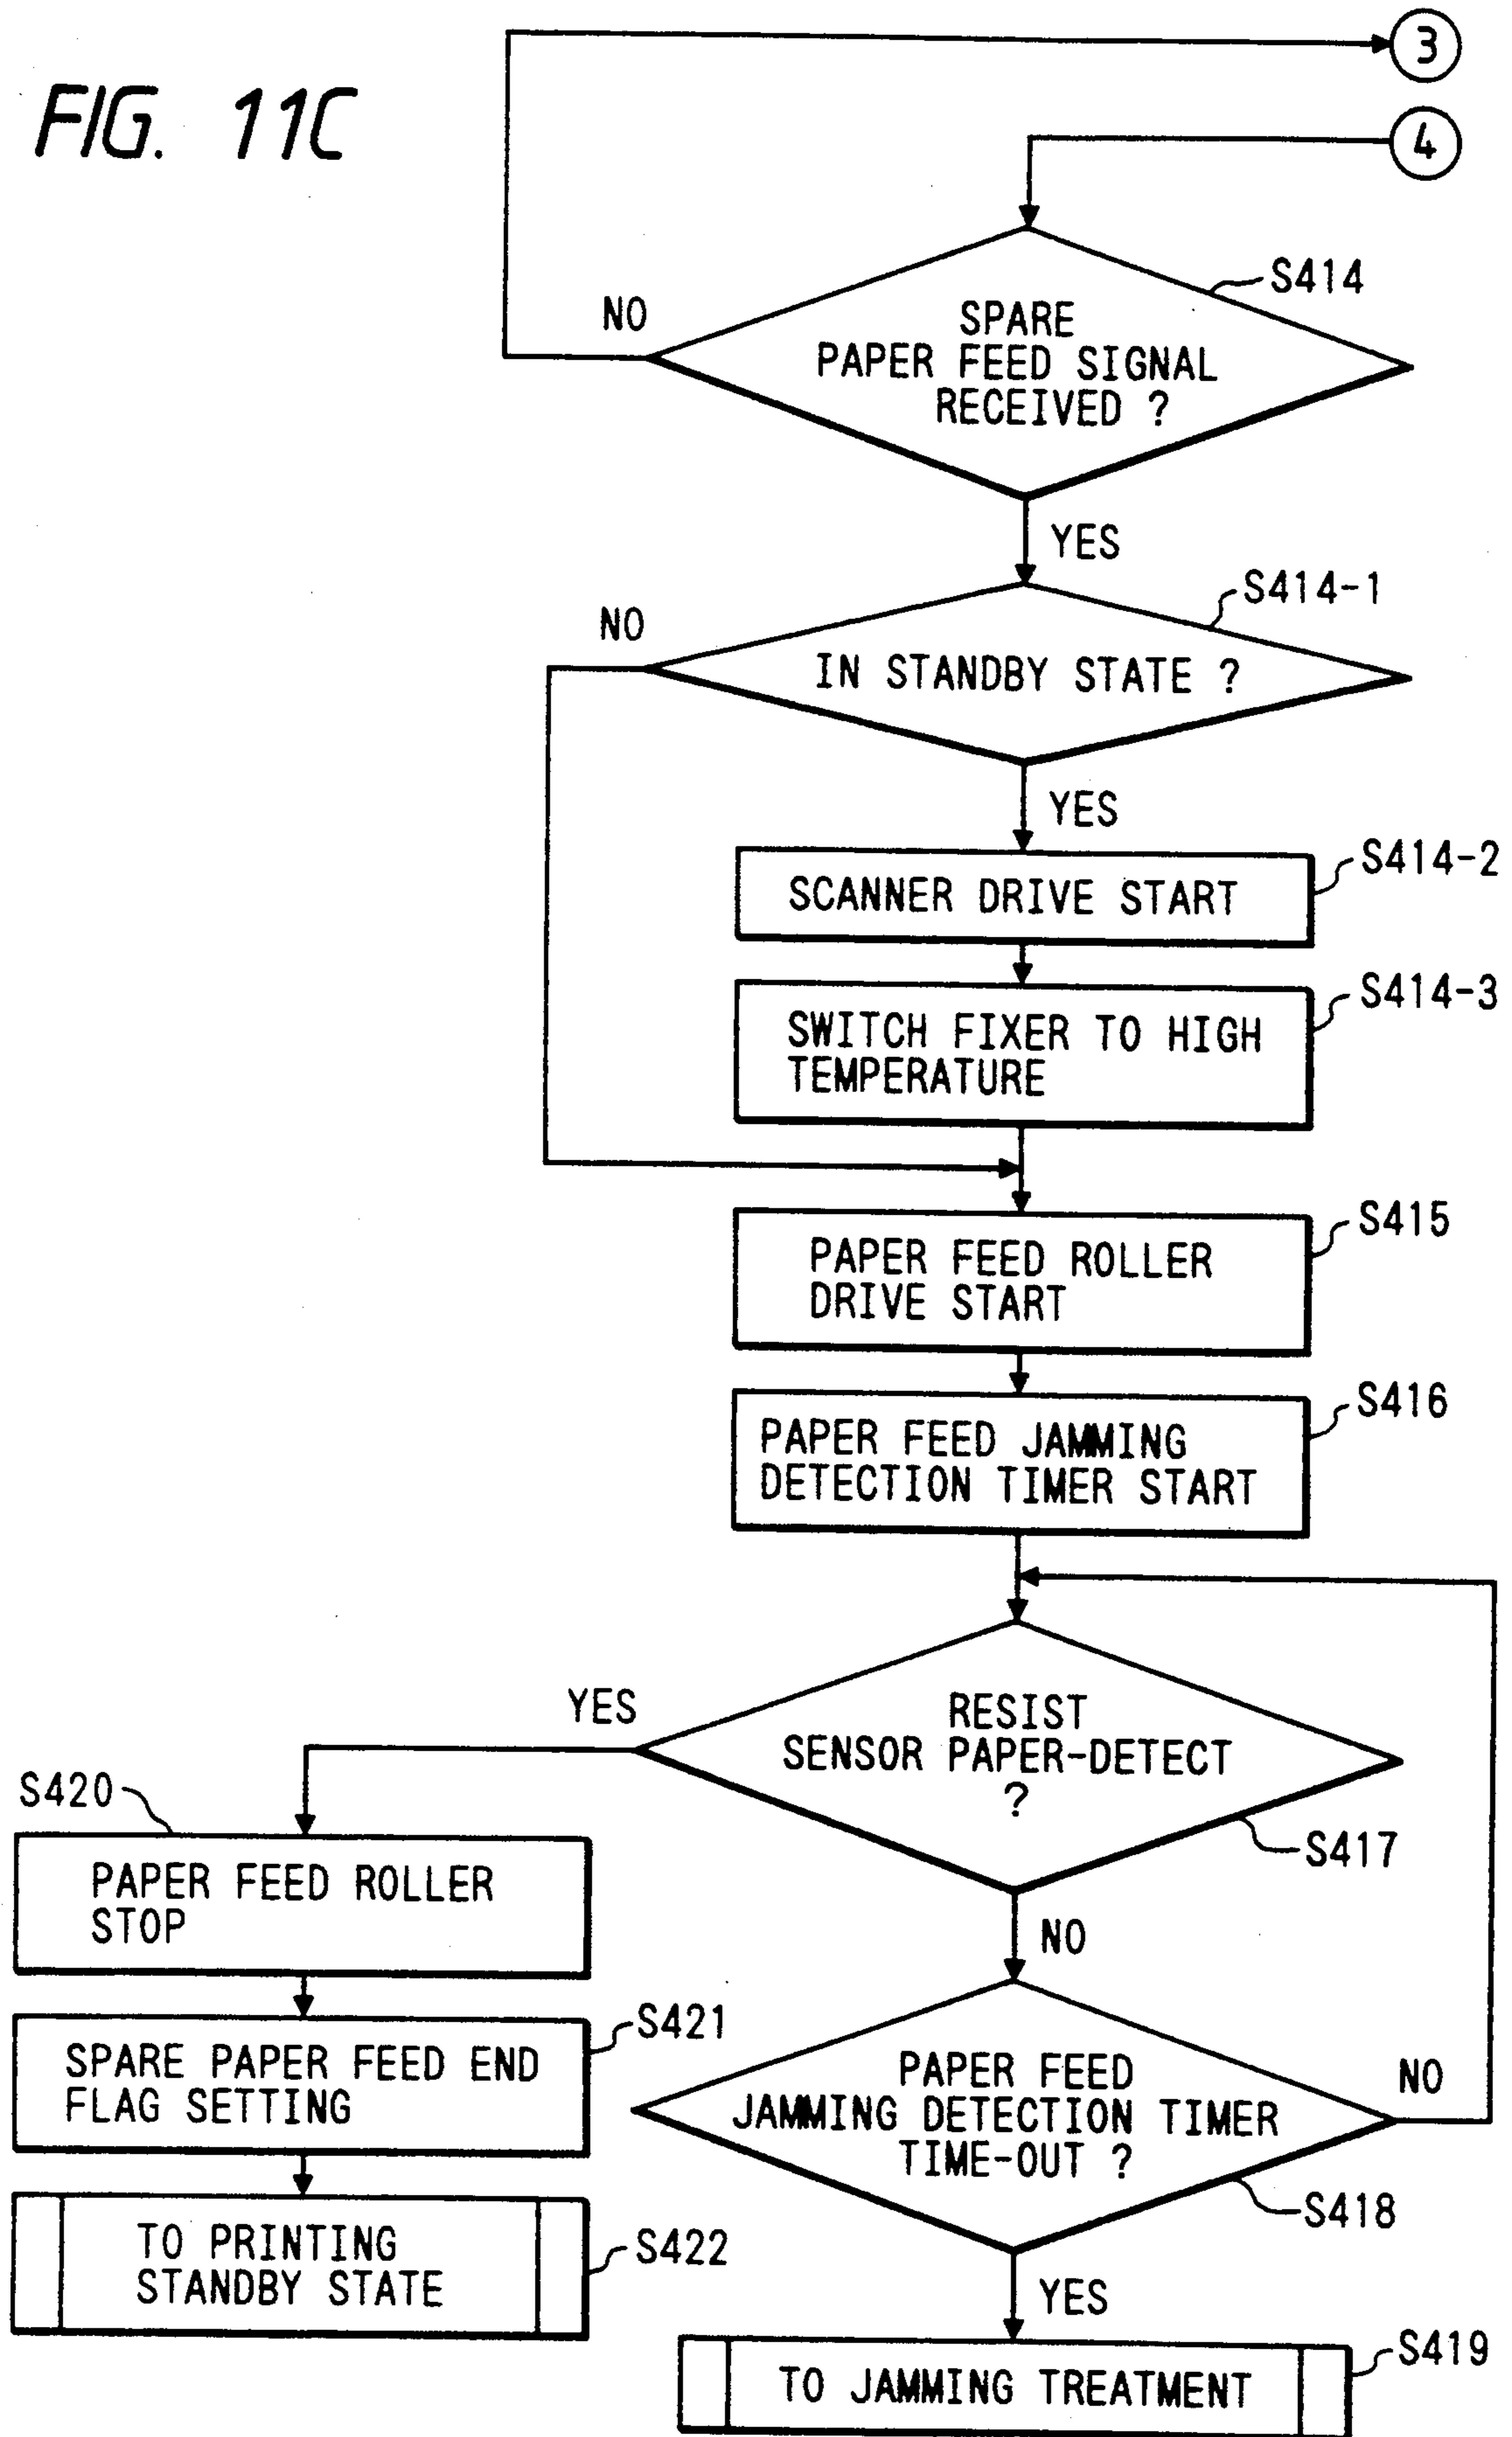 FIG. 11C
3
4
S414
NO
SPARE
PAPER FEED SIGNAL
RECEIVED ?
YES
S414-1
NO
IN STANDBY STATE ?
YES
S414-2
SCANNER DRIVE START
S414-3
SWITCH FIXER TO HIGH
TEMPERATURE
S415
PAPER FEED ROLLER
DRIVE START
S416
PAPER FEED JAMMING
DETECTION TIMER START
YES
RESIST
SENSOR PAPER-DETECT
?
S417
S420
PAPER FEED ROLLER
STOP
NO
S421
SPARE PAPER FEED END
FLAG SETTING
PAPER FEED
JAMMING DETECTION TIMER
TIME-OUT ?
NO
S418
S422
TO PRINTING
STANDBY STATE
YES
S419
TO JAMMING TREATMENT